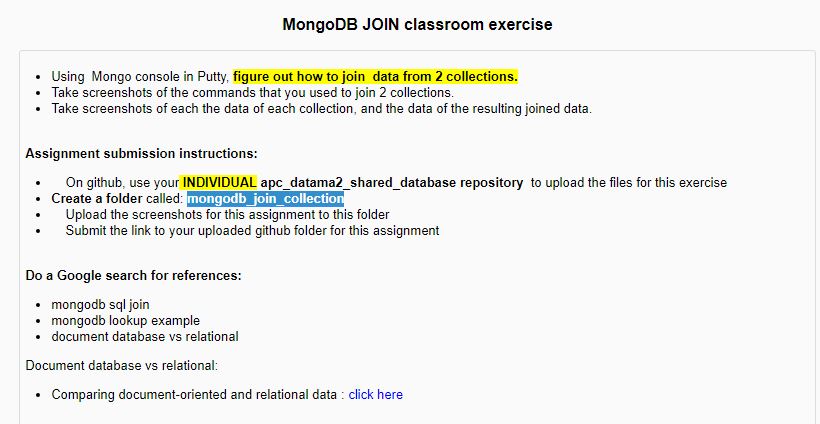 MongoDB JOIN classroom exercise
Using Mongo console in Putty, figure out how to join data from 2 collections.
Take screenshots of the commands that you used to join 2 collections.
Take screenshots of each the data of each collection, and the data of the resulting joined data.
Assignment submission instructions:
On github, use your INDIVIDUAL apc_datama2_shared_database repository to upload the files for this exercise
Create a folder called: mongodb_join_collection
Upload the screenshots for this assignment to this folder
Submit the link to your uploaded github folder for this assignment
Do a Google search for references:
mongodb sql join
mongodb lookup example
document database vs relational
Document database vs relational:
Comparing document-oriented and relational data : click here